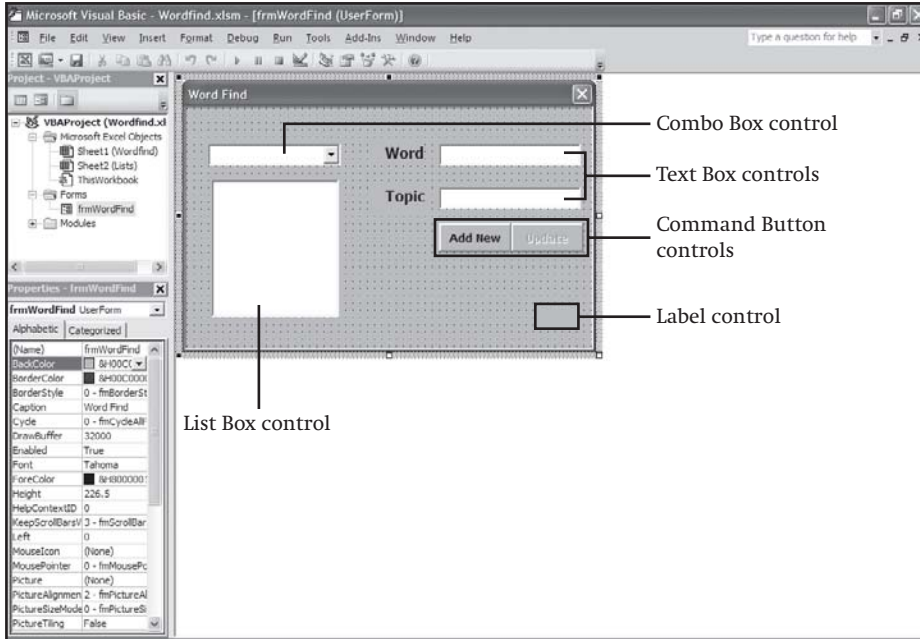 Microsoft Visual Basic - Wordfind.xlsm - [frmWordFind (UserForm)]
File Edit View Insert Format Debug Run Tools Add-Ins Window Help
Type a question for help
Project - VBAProject
VBAProject (Wordfind.xl
Microsoft Excel Objects
Sheet1 (Wordfind)
Sheet2 (Lists)
ThisWorkbook
Forms
frmWordFind
Modules
Word Find
Word
Topic
Add New
Update
Combo Box control
Text Box controls
Command Button
controls
Label control
List Box control
Properties - frmWordFind
frmWordFind UserForm
Alphabetic Categorized
(Name) frmWordFind
BackColor &H00C(
BorderColor &H00C000(
BorderStyle 0 - fmBorderSt
Caption Word Find
Cycle 0 - fmCycleAllF
DrawBuffer 32000
Enabled True
Font Tahoma
ForeColor
Height 226.5
HelpContextID 0
KeepScrollBarsV 3 - fmScrollBar
Left 0
MouseIcon (None)
MousePointer 0 - fmMousePc
Picture (None)
PictureAlignmen 2 - fmPictureAl
PictureSizeMode 0 - fmPictureSi
PictureTiling False